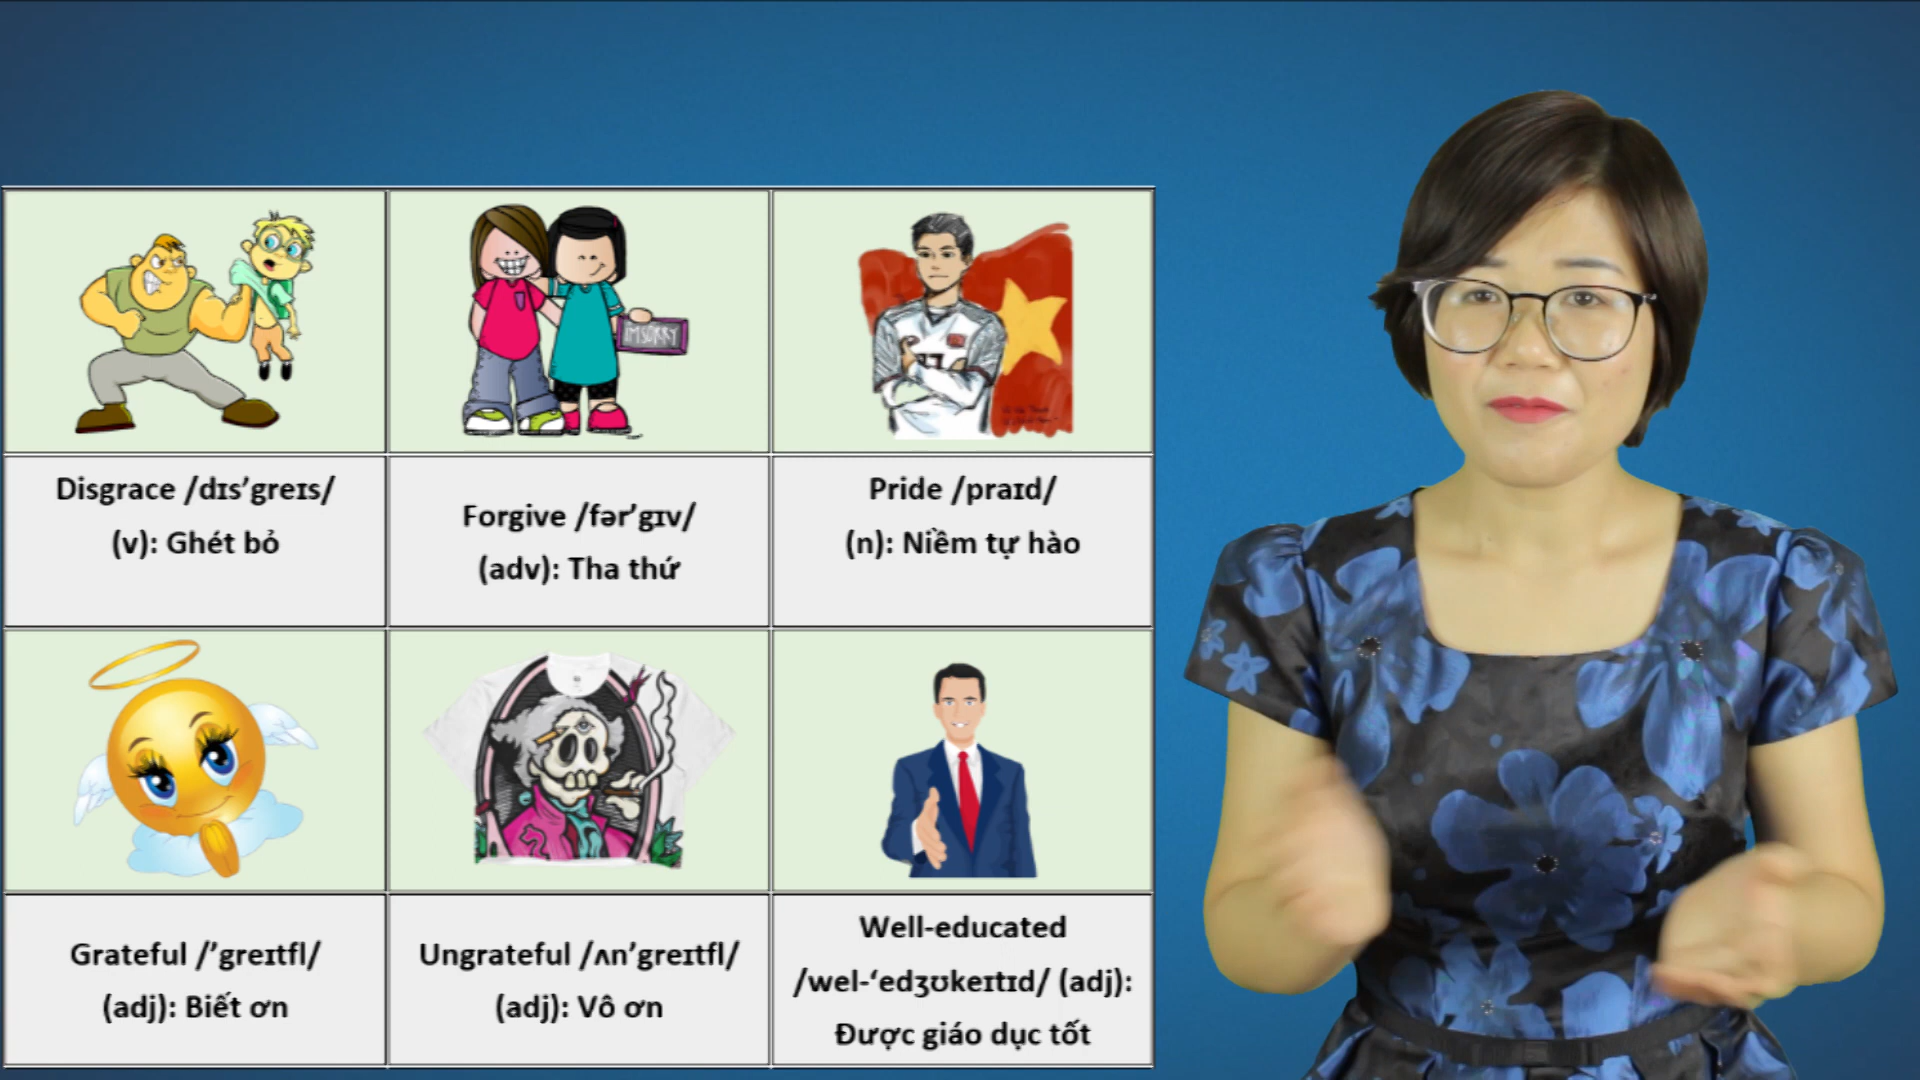 I'M SORRY
Disgrace /dɪs’greɪs/
(v): Ghét bỏ
Forgive /fər’gɪv/
(adv): Tha thứ
Pride /praɪd/
(n): Niềm tự hào
Grateful /’greɪtfl/
(adj): Biết ơn
Ungrateful /ʌn’greɪtfl/
(adj): Vô ơn
Well-educated
/wel-‘edʒʊkeɪtɪd/ (adj):
Được giáo dục tốt